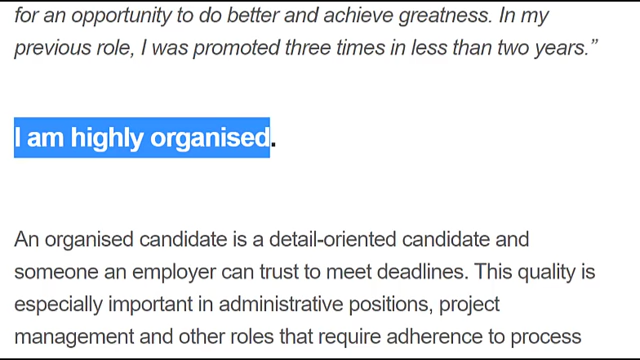 for an opportunity to do better and achieve greatness. In my
previous role, I was promoted three times in less than two years.”
I am highly organised.
An organised candidate is a detail-oriented candidate and
someone an employer can trust to meet deadlines. This quality is
especially important in administrative positions, project
management and other roles that require adherence to process